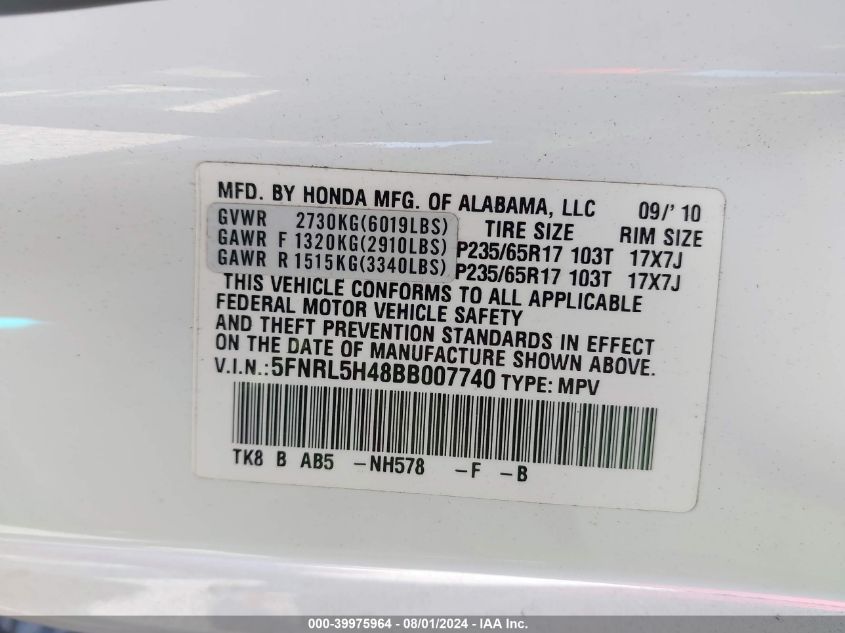 MFD. BY HONDA MFG. OF ALABAMA, LLC 09/' 10
GVWR 2730KG(6019LBS) TIRE SIZE RIM SIZE
GAWR F 1320KG(2910LBS) P235/65R17 103T 17X7J
GAWR R 1515KG(3340LBS) P235/65R17 103T 17X7J
THIS VEHICLE CONFORMS TO ALL APPLICABLE
FEDERAL MOTOR VEHICLE SAFETY
AND THEFT PREVENTION STANDARDS IN EFFECT
ON THE DATE OF MANUFACTURE SHOWN ABOVE.
V.I.N.: 5FNRL5H48BB007740 TYPE: MPV
TK8 B AB5 -NH578 -F -B
000-39975964 - 08/01/2024 - IAA Inc.